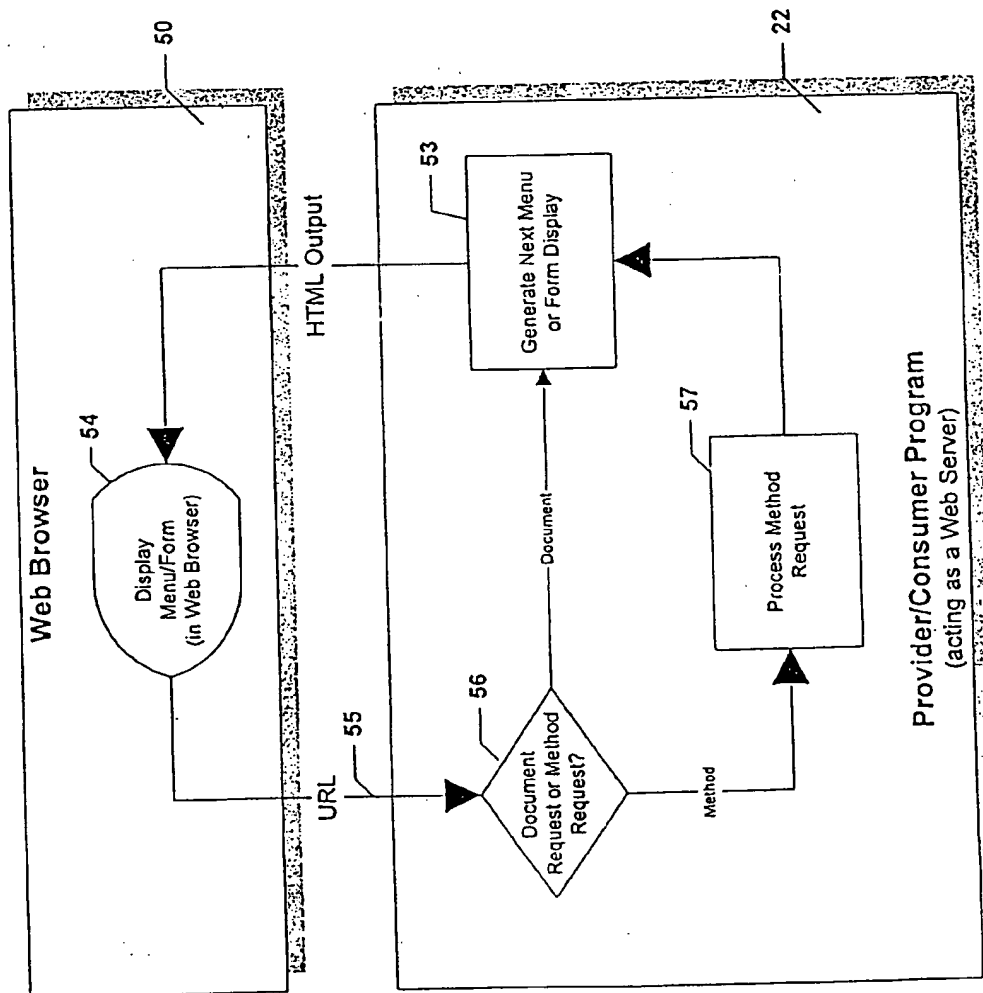 50
Web Browser
54
Display
Menu/Form
(in Web Browser)
HTML Output
URL
55
22
53
Generate Next Menu
or Form Display
56
Document
Request or Method
Request?
Document
Method
57
Process Method
Request
Provider/Consumer Program
(acting as a Web Server)